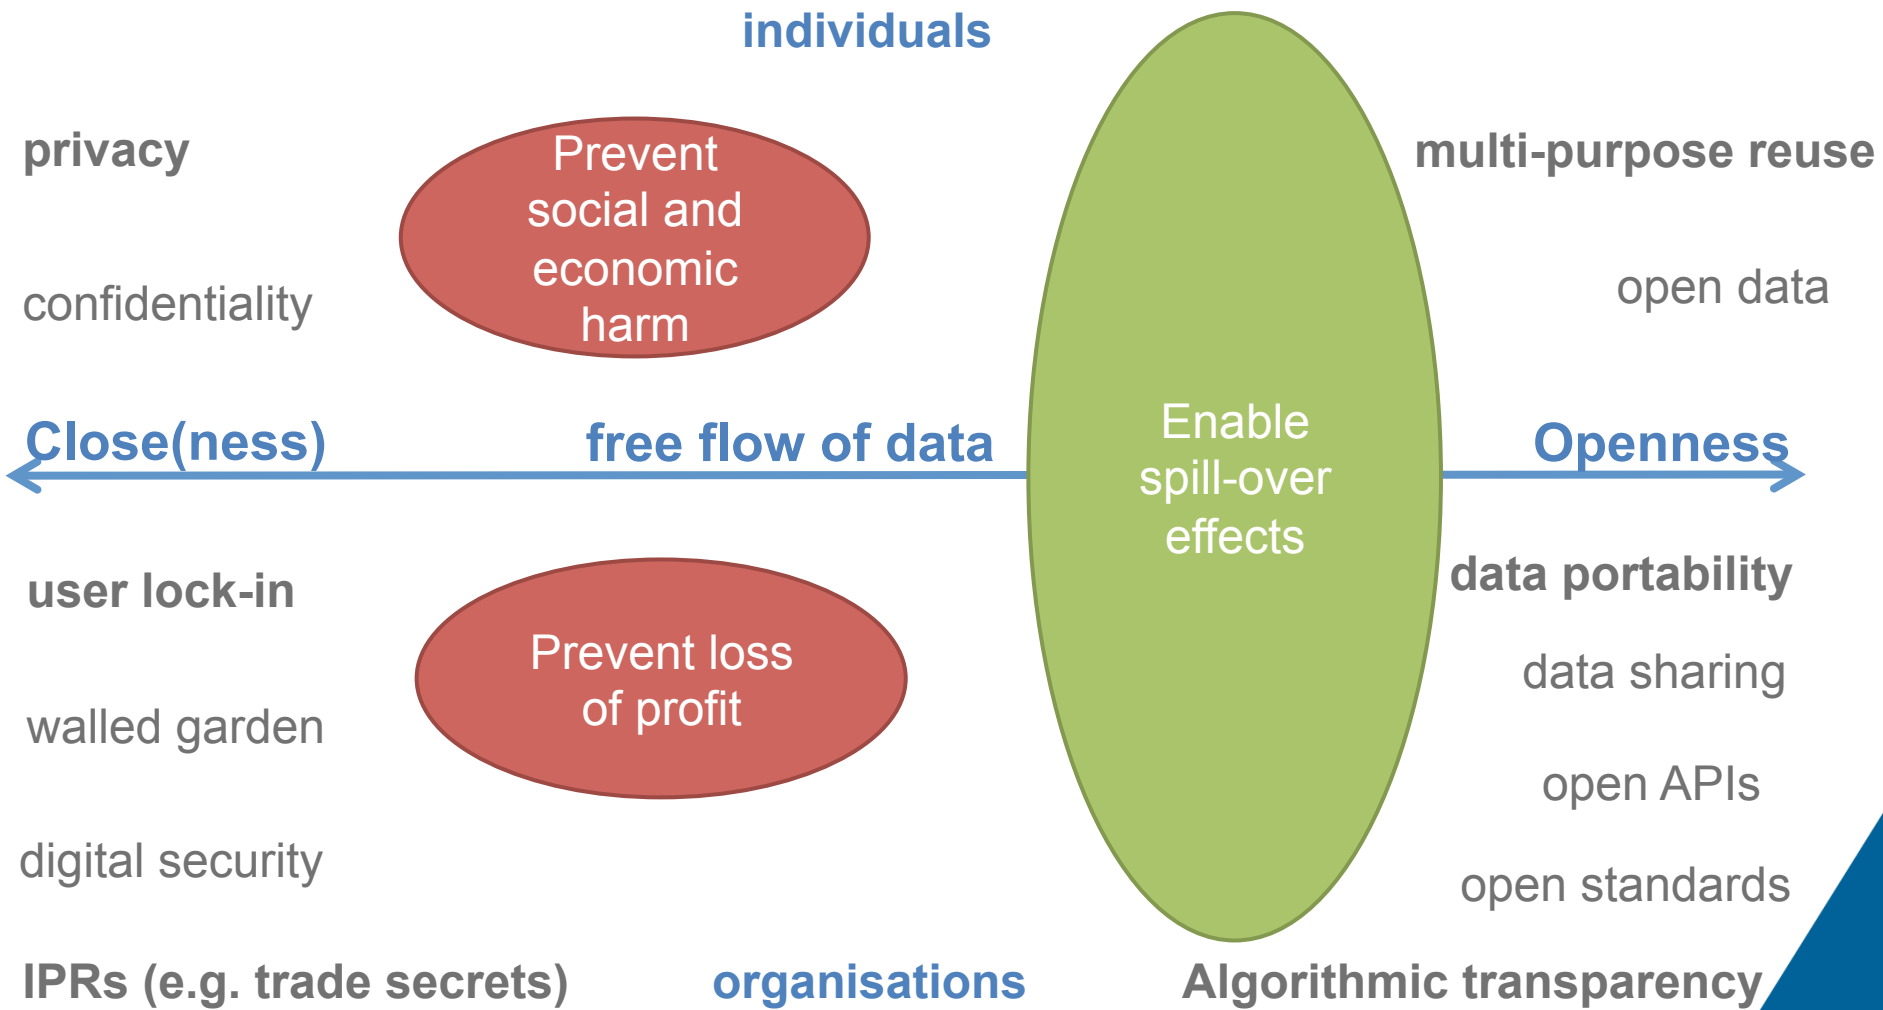 individuals
privacy
confidentiality
Prevent
social and
economic
harm
multi-purpose reuse
open data
Close(ness)
free flow of data
Enable
spill-over
effects
Openness
user lock-in
walled garden
digital security
Prevent loss
of profit
data portability
data sharing
open APIs
open standards
IPRs (e.g. trade secrets)
organisations
Algorithmic transparency